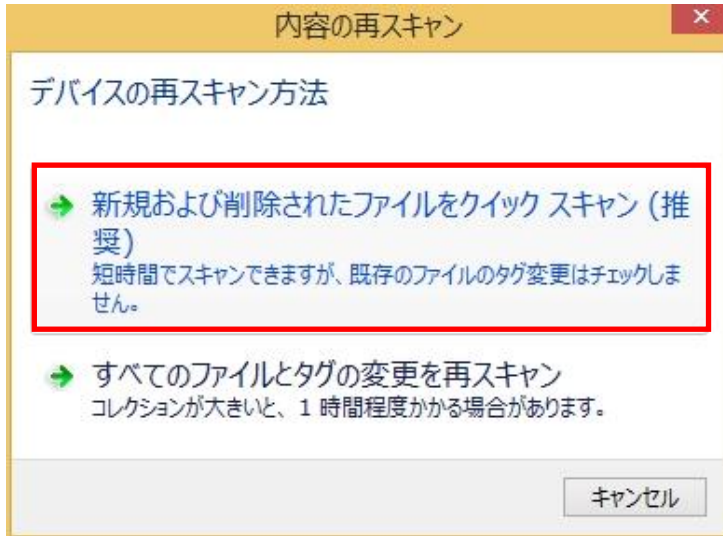 内容の再スキャン
デバイスの再スキャン方法
新規および削除されたファイルをクイック スキャン (推
奨)
短時間でスキャンできますが、既存のファイルのタグ変更はチェックしま
せん。
すべてのファイルとタグの変更を再スキャン
コレクションが大きいと、1 時間程度かかる場合があります。
キャンセル